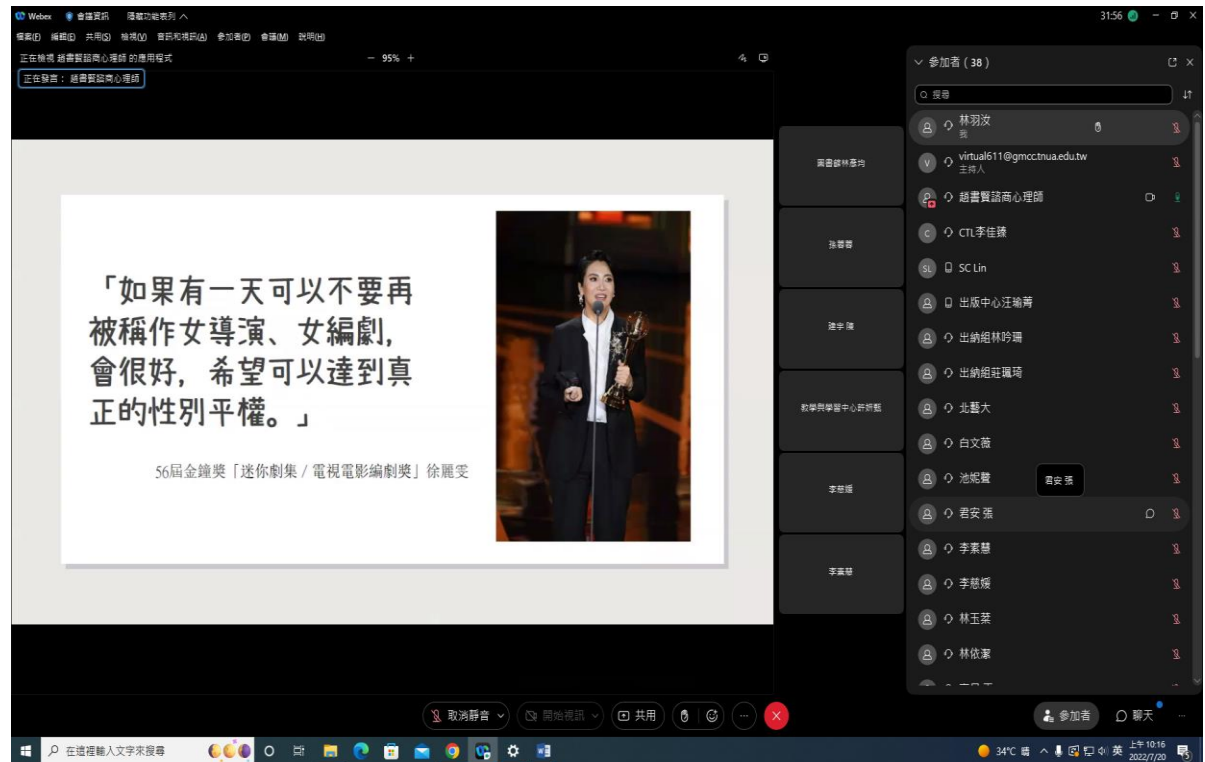 Webex 會議資訊 隱藏功能表列 31:56
檔案(F) 編輯(E) 共用(S) 檢視(V) 音訊和視訊(A) 參加者(P) 會議(M) 說明(H)
正在檢視 趙書賢諮商心理師 的應用程式 − 95% +
正在發言： 趙書賢諮商心理師
「如果有一天可以不要再
被稱作女導演、女編劇,
會很好, 希望可以達到真
正的性別平權。」
56屆金鐘獎「迷你劇集 / 電視電影編劇獎」徐麗雯
圖書館林彥均
孫蓉蓉
建宇 陳
教學與學習中心許妍甄
李慈媛
李素慧
參加者 ( 38 )
搜尋
林羽汝
我
virtual611@gmcc.tnua.edu.tw
主持人
趙書賢諮商心理師
CTL李佳臻
SC Lin
出版中心汪瑜菁
出納組林吟珊
出納組莊珮琦
北藝大
白文薇
池妮聲
君安 張
君安 張
李素慧
李慈媛
林玉葉
林依潔
取消靜音 開始視訊 共用
參加者 聊天
在這裡輸入文字來搜尋
34°C 晴 英 上午 10:16
2022/7/20